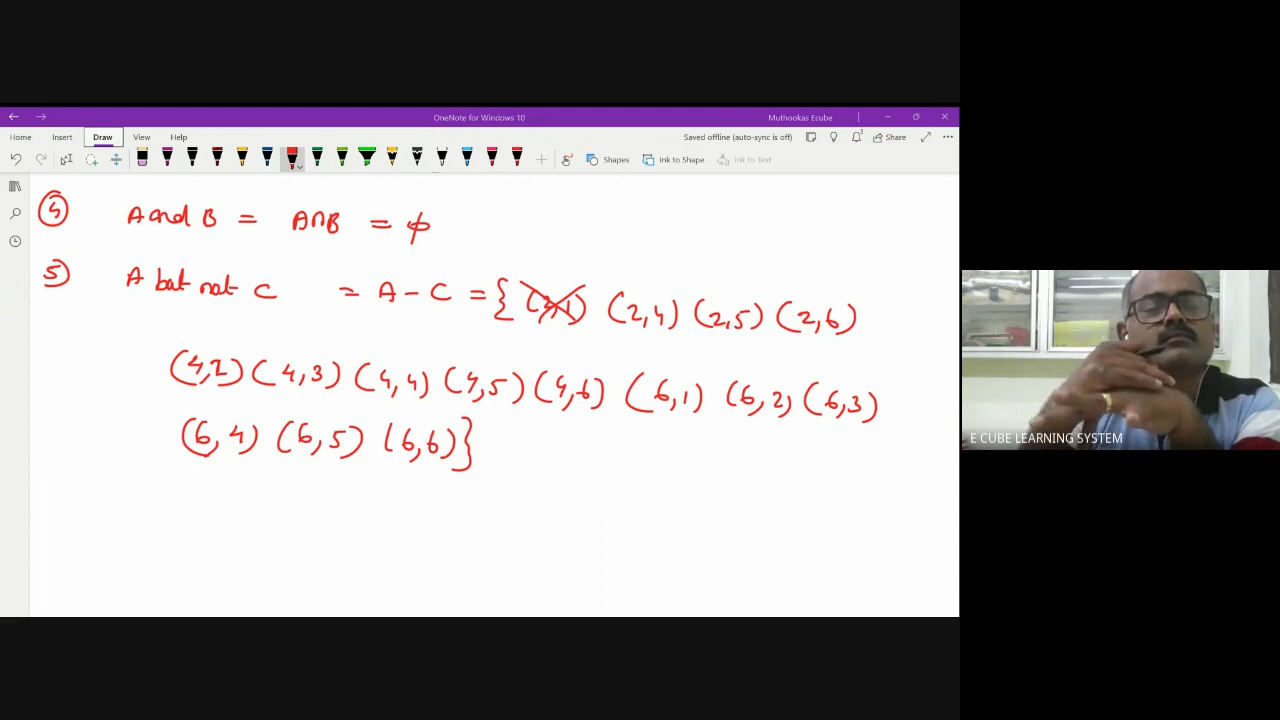 OneNote for Windows 10
Muthookas Ecube
Home Insert Draw View Help
Saved offline (auto-sync is off)
Share
Shapes
Ink to Shape
Ink to Text
4 A and B = A∩B = ϕ
5 A but not C = A - C = { (2,4) (2,5) (2,6)
(4,2) (4,3) (4,4) (4,5) (4,6) (6,1) (6,2) (6,3)
(6,4) (6,5) (6,6) }
E CUBE LEARNING SYSTEM